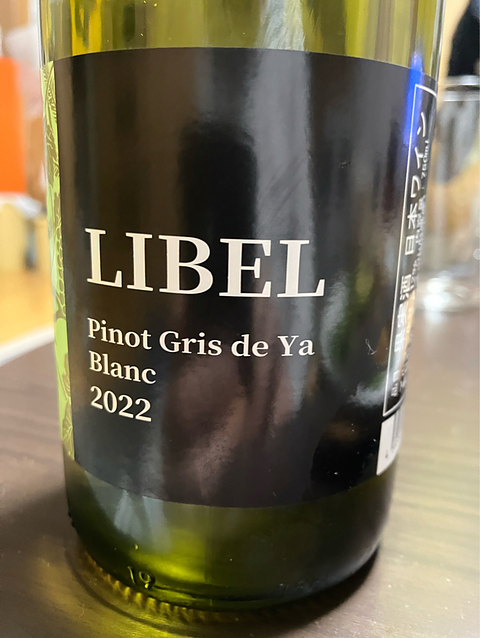 LIBEL
Pinot Gris de Ya
Blanc
2022
日本ワイン